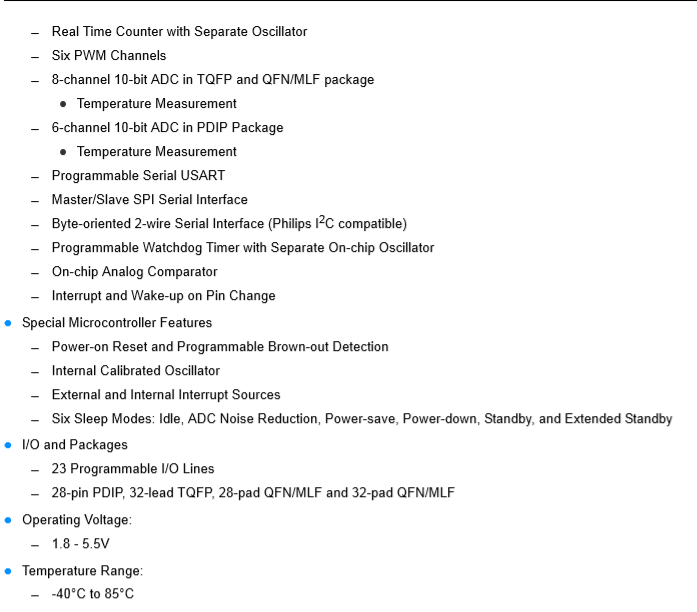 – Real Time Counter with Separate Oscillator
– Six PWM Channels
– 8-channel 10-bit ADC in TQFP and QFN/MLF package
● Temperature Measurement
– 6-channel 10-bit ADC in PDIP Package
● Temperature Measurement
– Programmable Serial USART
– Master/Slave SPI Serial Interface
– Byte-oriented 2-wire Serial Interface (Philips I²C compatible)
– Programmable Watchdog Timer with Separate On-chip Oscillator
– On-chip Analog Comparator
– Interrupt and Wake-up on Pin Change
● Special Microcontroller Features
– Power-on Reset and Programmable Brown-out Detection
– Internal Calibrated Oscillator
– External and Internal Interrupt Sources
– Six Sleep Modes: Idle, ADC Noise Reduction, Power-save, Power-down, Standby, and Extended Standby
● I/O and Packages
– 23 Programmable I/O Lines
– 28-pin PDIP, 32-lead TQFP, 28-pad QFN/MLF and 32-pad QFN/MLF
● Operating Voltage:
– 1.8 - 5.5V
● Temperature Range:
– -40°C to 85°C